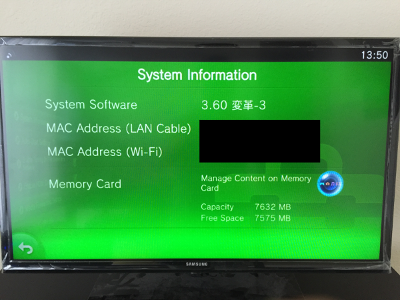 13:50
System Information
System Software 3.60 変革-3
MAC Address (LAN Cable)
MAC Address (Wi-Fi)
Memory Card Manage Content on Memory
Card
Capacity 7632 MB
Free Space 7575 MB
SAMSUNG